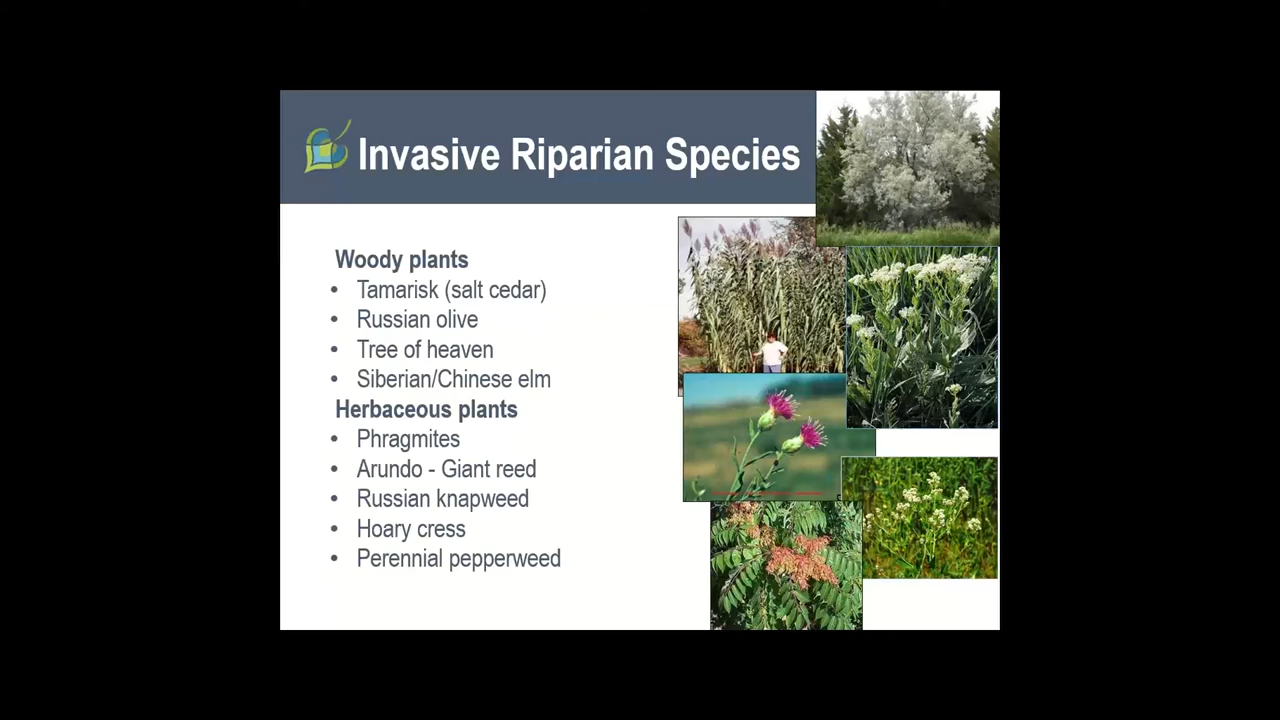 Invasive Riparian Species
Woody plants
• Tamarisk (salt cedar)
• Russian olive
• Tree of heaven
• Siberian/Chinese elm
Herbaceous plants
• Phragmites
• Arundo - Giant reed
• Russian knapweed
• Hoary cress
• Perennial pepperweed